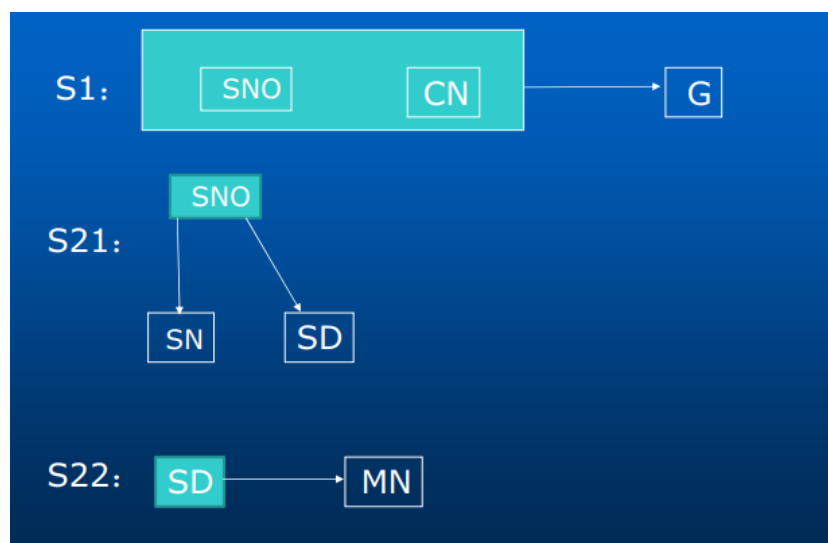 S1： SNO CN G
SNO
S21：
SN SD
S22： SD MN